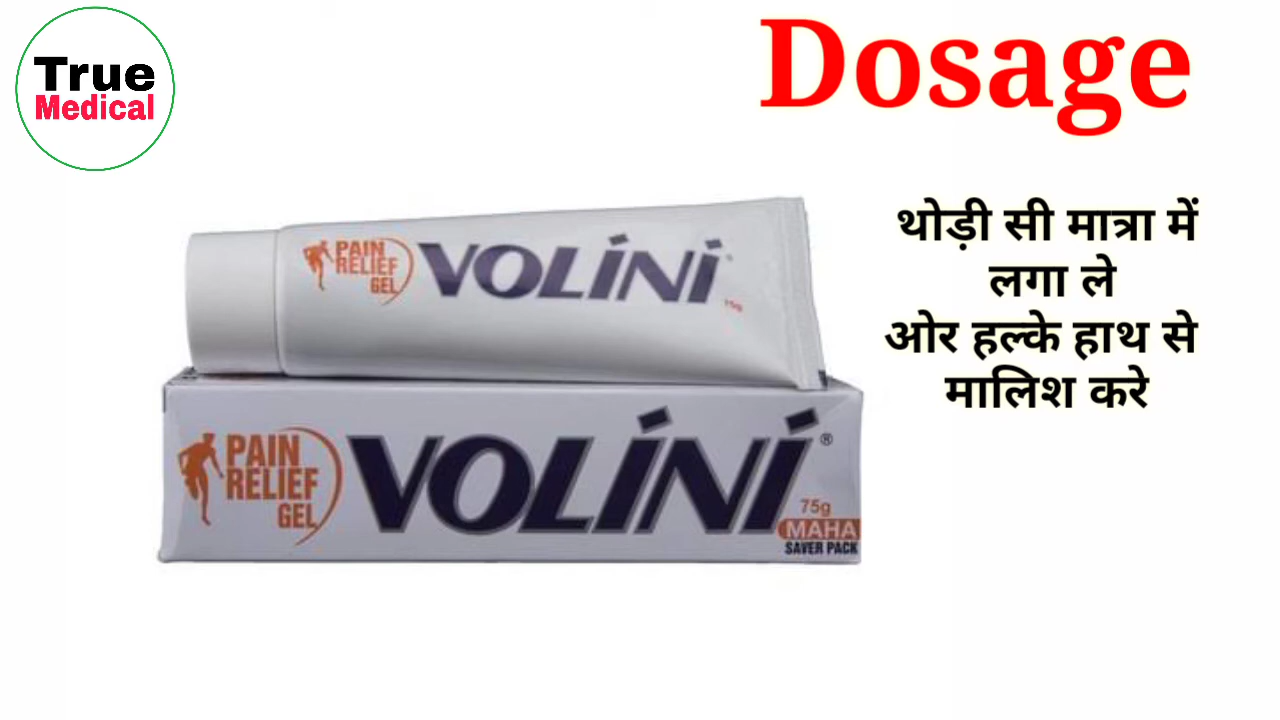 True
Medical
Dosage
थोड़ी सी मात्रा में
लगा ले
ओर हल्के हाथ से
मालिश करे
PAIN
RELIEF
GEL
VOLINI
75g
PAIN
RELIEF
GEL
VOLINI®
75g
MAHA
SAVER PACK